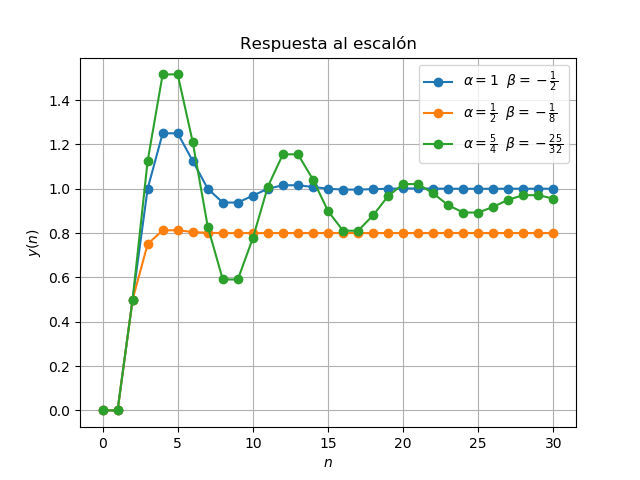 Respuesta al escalón
α = 1 β = −1/2
α = 1/2 β = −1/8
α = 5/4 β = −25/32
1.4
1.2
1.0
0.8
0.6
0.4
0.2
0.0
y(n)
0 5 10 15 20 25 30
n